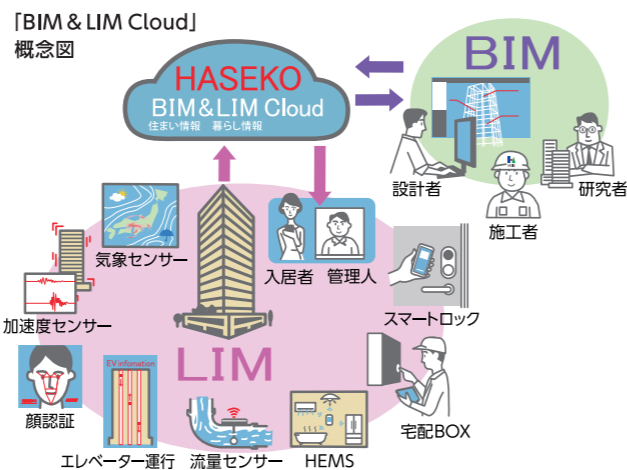 「BIM & LIM Cloud」
概念図
HASEKO
BIM&LIM Cloud
住まい情報 暮らし情報
BIM
設計者
研究者
施工者
気象センサー
入居者
管理人
スマートロック
加速度センサー
LIM
顔認証
EV infomation
エレベーター運行
流量センサー
HEMS
宅配BOX